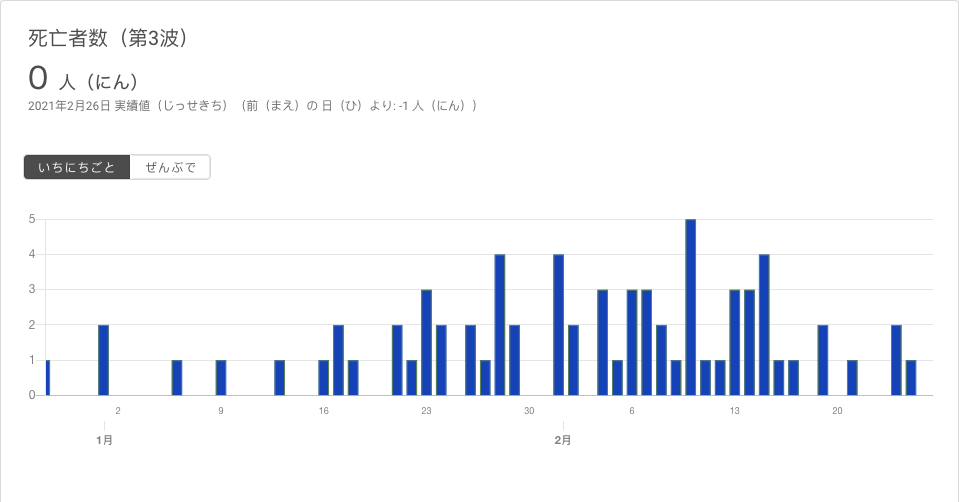 死亡者数（第3波）
0 人（にん）
2021年2月26日 実績値（じっせきち）（前（まえ）の 日（ひ）より: -1 人（にん））
いちにちごと ぜんぶで
5
4
3
2
1
0
2 9 16 23 30 6 13 20
1月 2月